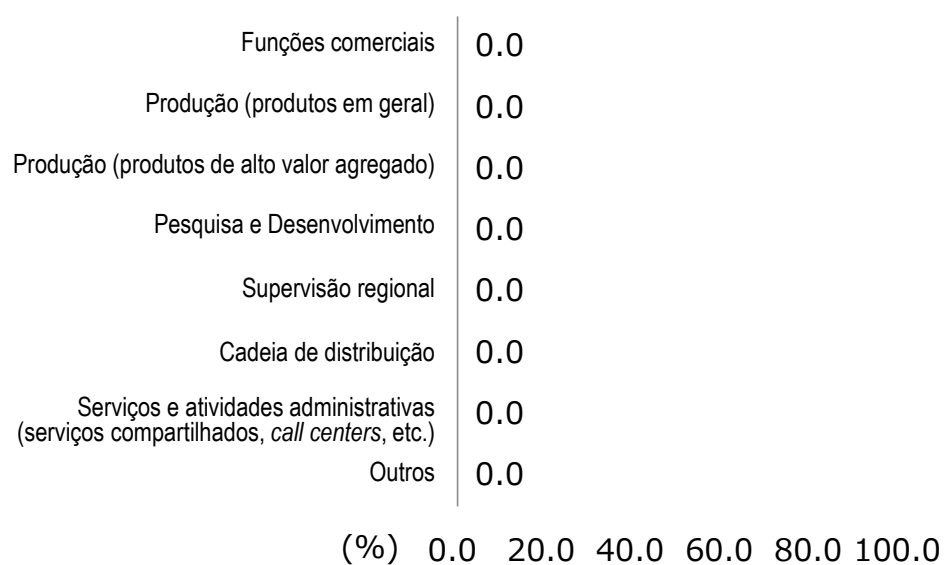 Funções comerciais 0.0
Produção (produtos em geral) 0.0
Produção (produtos de alto valor agregado) 0.0
Pesquisa e Desenvolvimento 0.0
Supervisão regional 0.0
Cadeia de distribuição 0.0
Serviços e atividades administrativas
(serviços compartilhados, call centers, etc.) 0.0
Outros 0.0
(%) 0.0 20.0 40.0 60.0 80.0 100.0